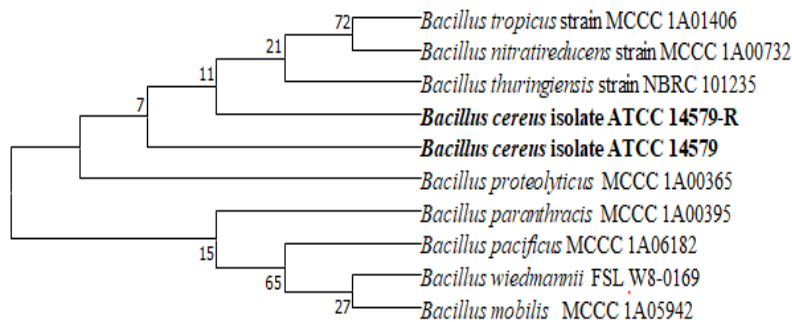 72
Bacillus tropicus strain MCCC 1A01406
21
Bacillus nitratireducens strain MCCC 1A00732
11
Bacillus thuringiensis strain NBRC 101235
7
Bacillus cereus isolate ATCC 14579-R
Bacillus cereus isolate ATCC 14579
Bacillus proteolyticus MCCC 1A00365
Bacillus paranthracis MCCC 1A00395
15
Bacillus pacificus MCCC 1A06182
65
Bacillus wiedmannii FSL W8-0169
27
Bacillus mobilis MCCC 1A05942